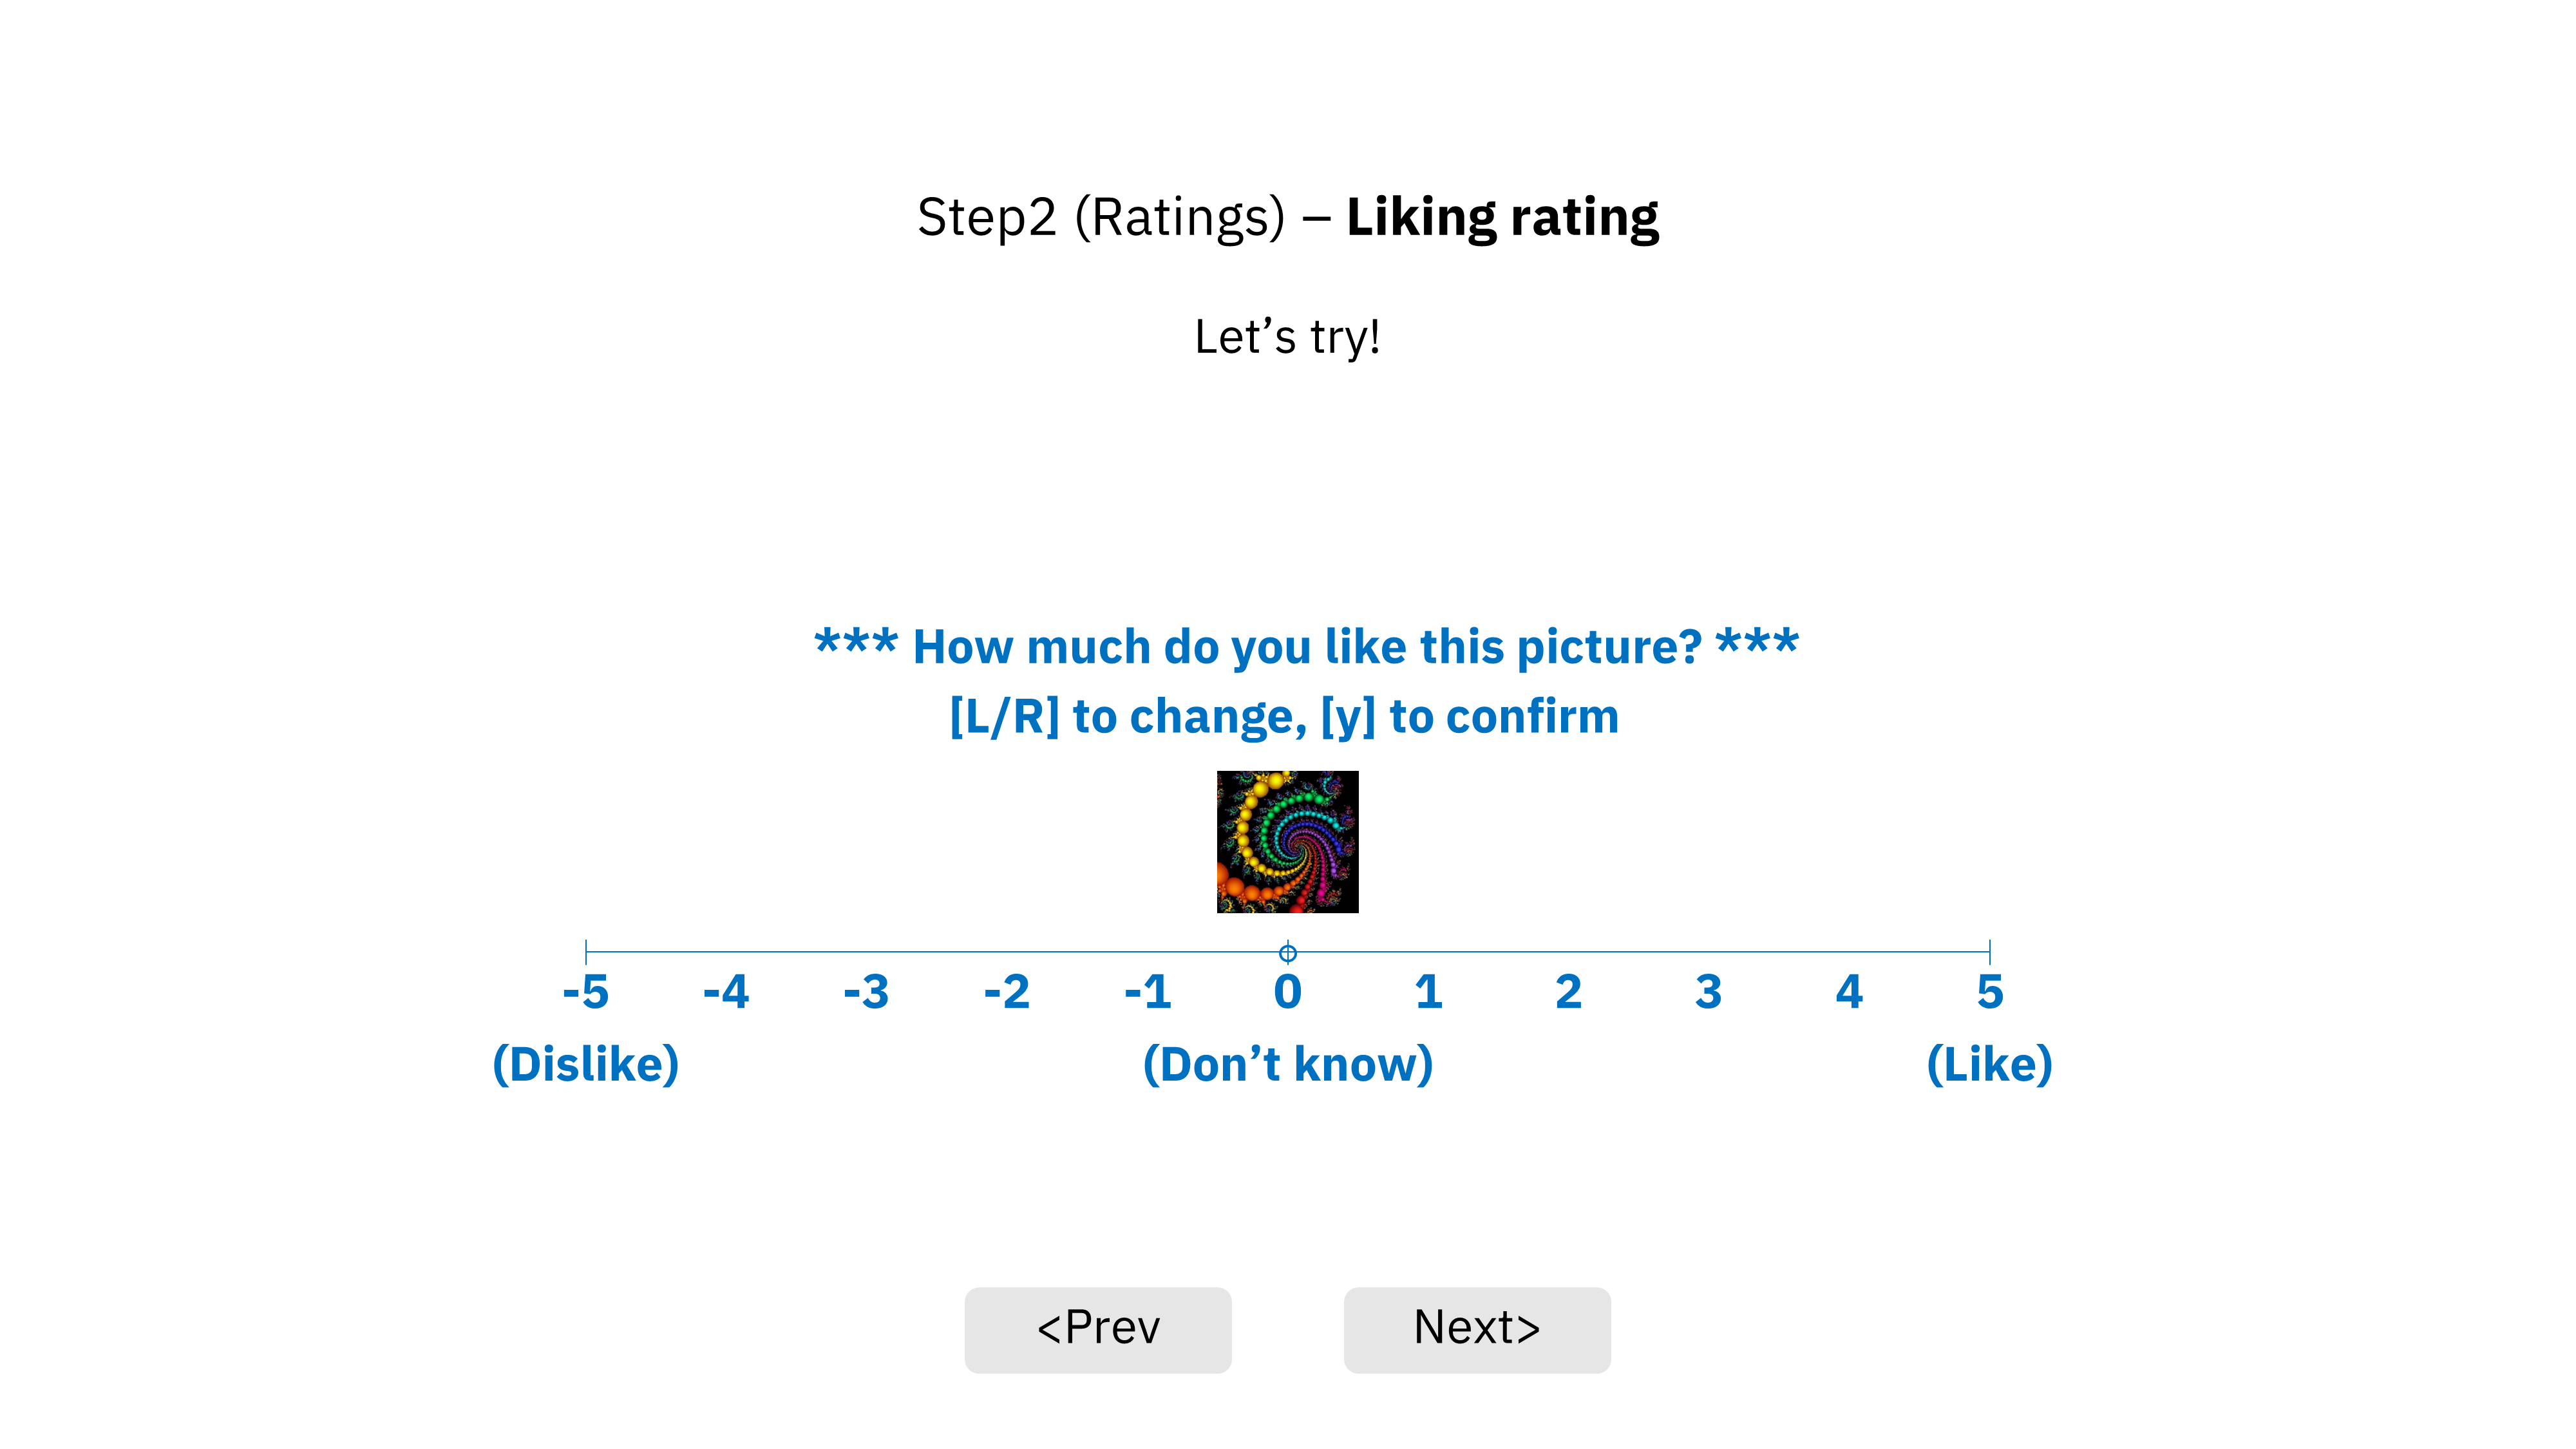 Step2 (Ratings) – Liking rating
Let’s try!
*** How much do you like this picture? ***
[L/R] to change, [y] to confirm
-5 -4 -3 -2 -1 0 1 2 3 4 5
(Dislike) (Don’t know) (Like)
<Prev Next>